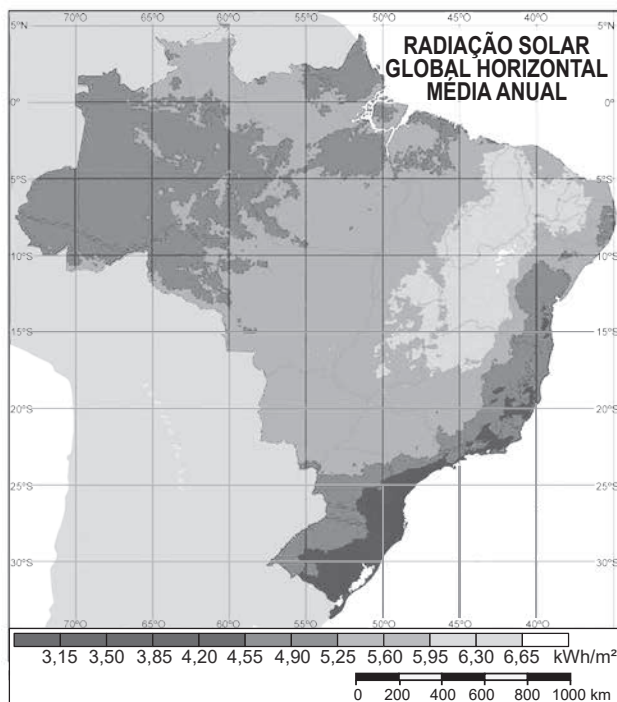 70°O 65°O 60°O 55°O 50°O 45°O 40°O
5°N 5°N
RADIAÇÃO SOLAR
GLOBAL HORIZONTAL
MÉDIA ANUAL
0° 0°
5°S 5°S
10°S 10°S
15°S 15°S
20°S 20°S
25°S 25°S
30°S 30°S
70°O 65°O 60°O 55°O 50°O 45°O 40°O
3,15 3,50 3,85 4,20 4,55 4,90 5,25 5,60 5,95 6,30 6,65 kWh/m²
0 200 400 600 800 1000 km